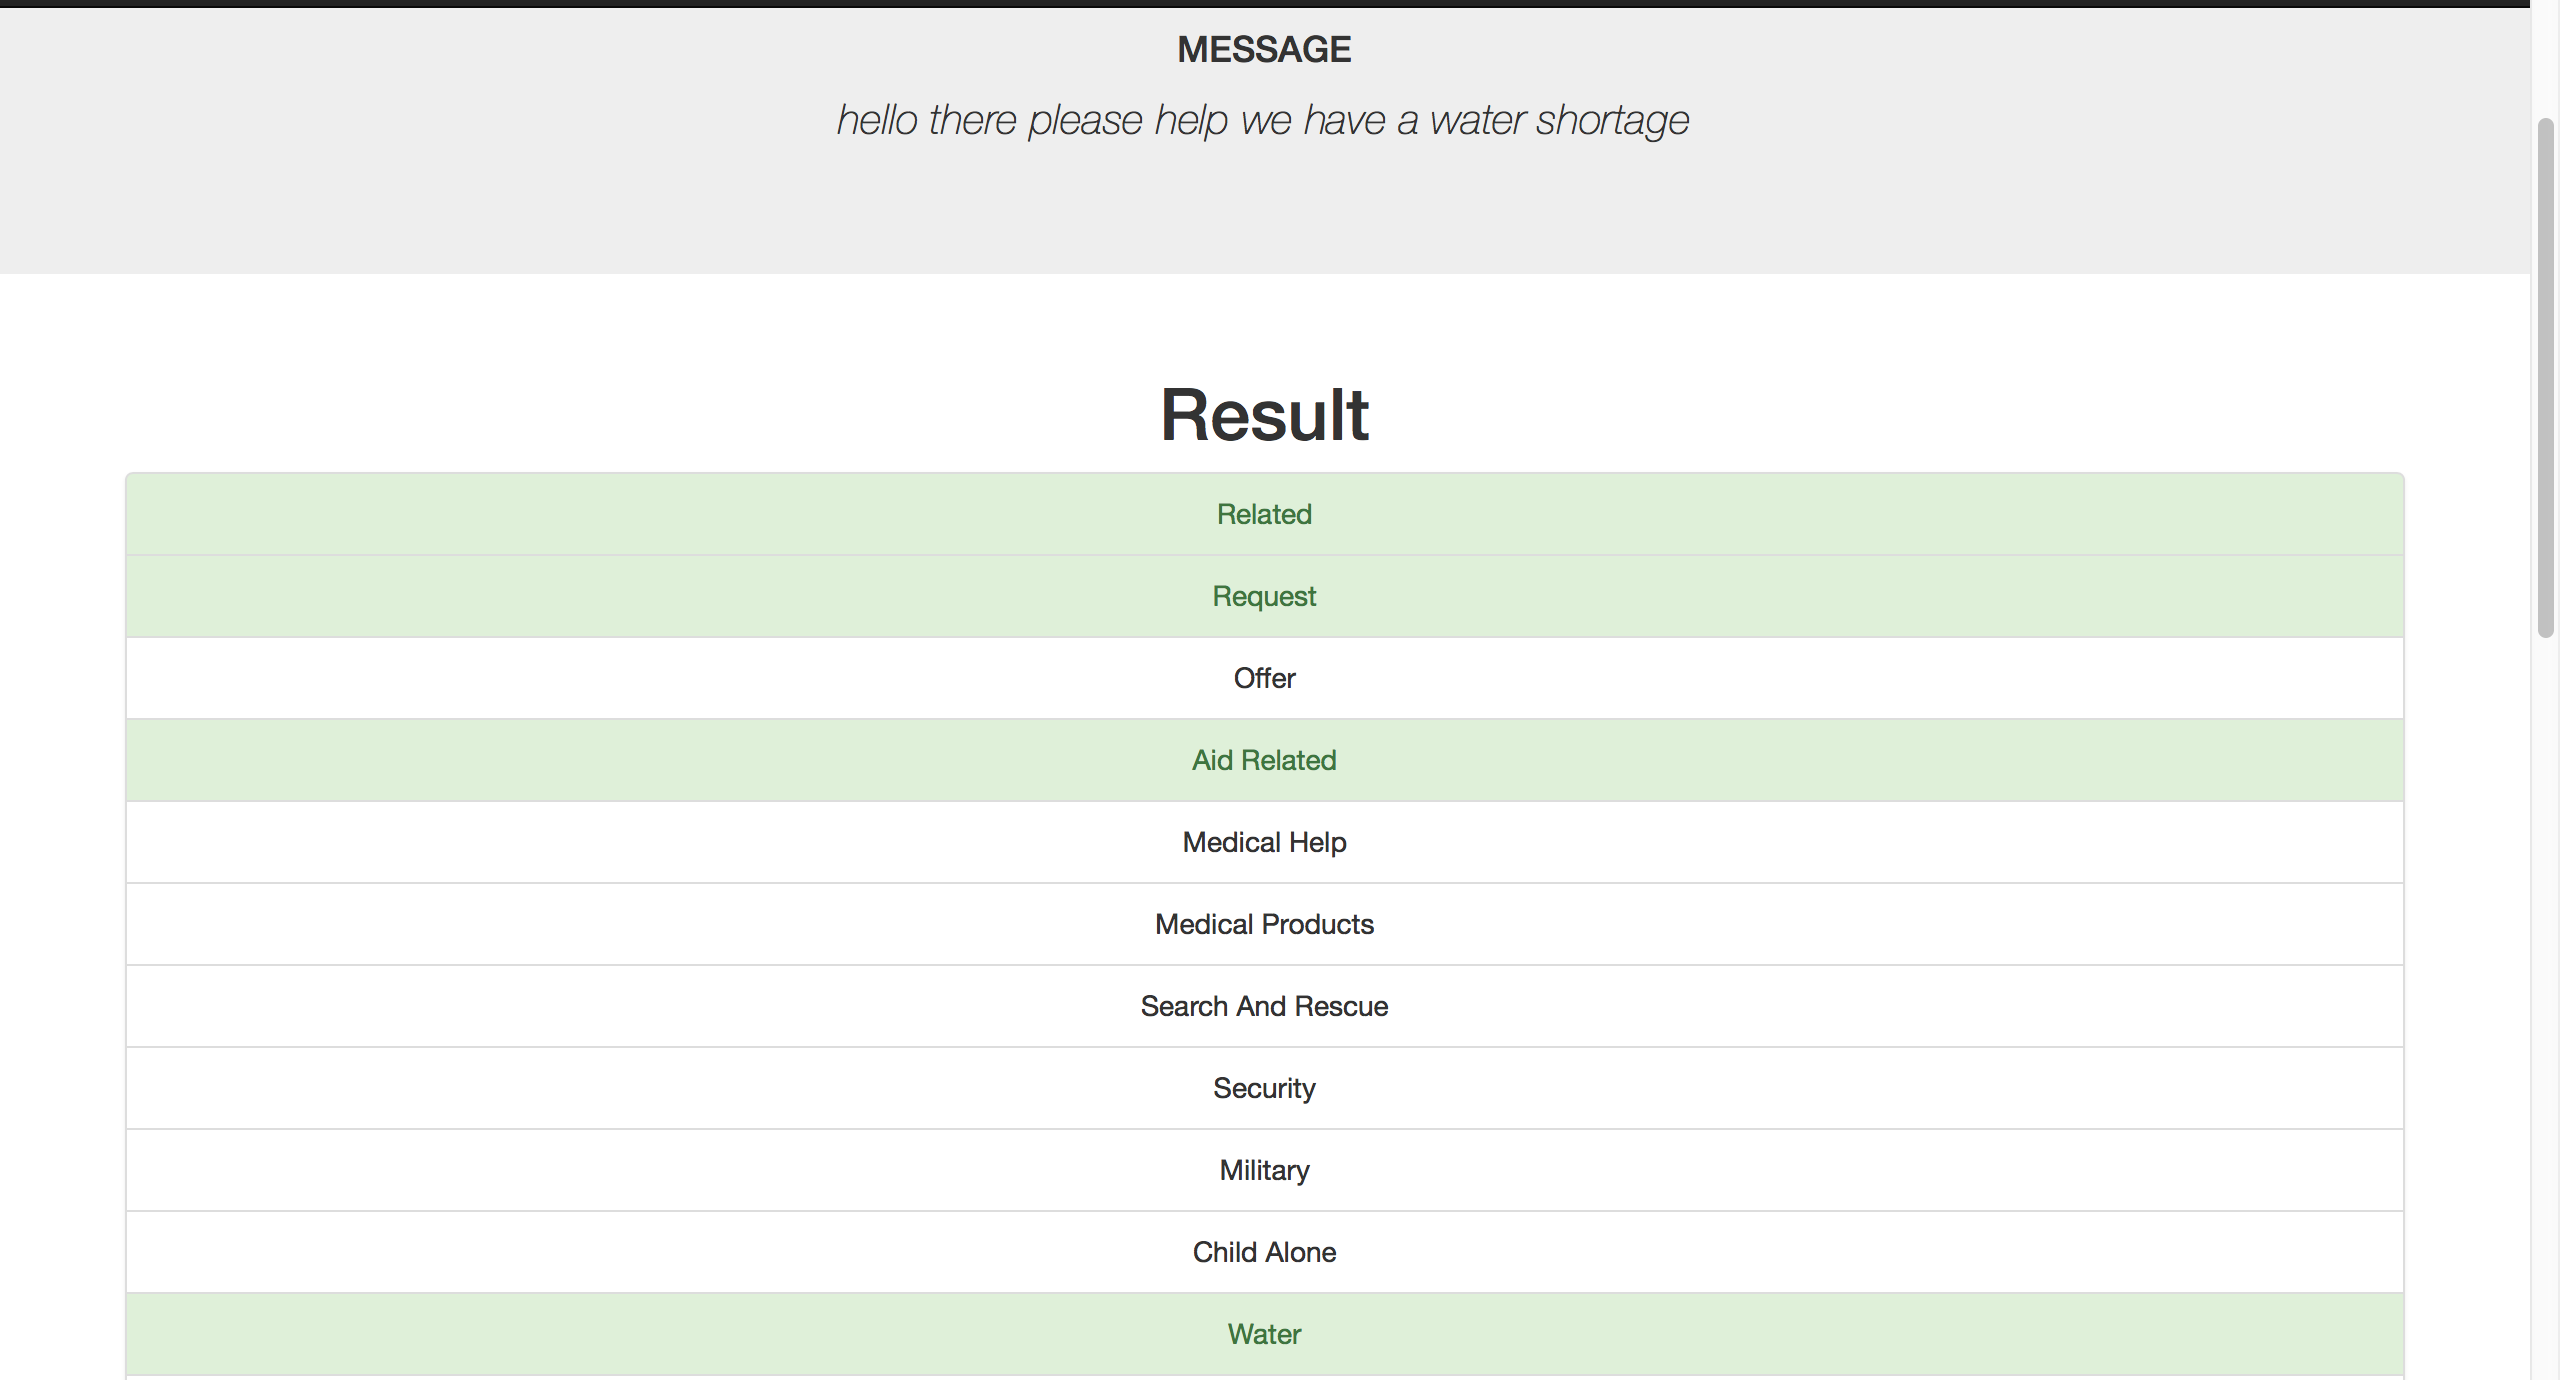 MESSAGE
hello there please help we have a water shortage
Result
Related
Request
Offer
Aid Related
Medical Help
Medical Products
Search And Rescue
Security
Military
Child Alone
Water